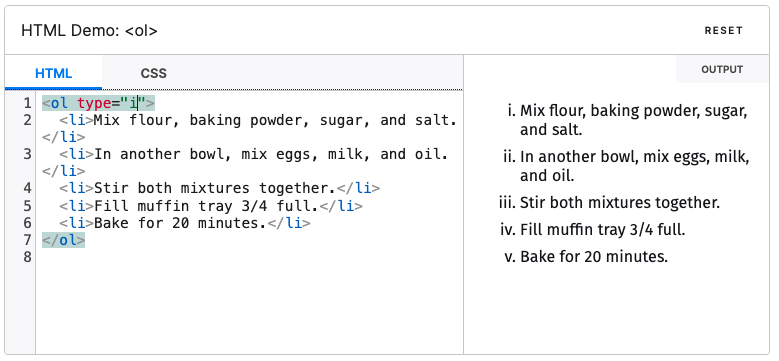 HTML Demo: <ol>
RESET
HTML
CSS
OUTPUT
1 <ol type="i">
2   <li>Mix flour, baking powder, sugar, and salt.
</li>
3   <li>In another bowl, mix eggs, milk, and oil.
</li>
4   <li>Stir both mixtures together.</li>
5   <li>Fill muffin tray 3/4 full.</li>
6   <li>Bake for 20 minutes.</li>
7 </ol>
8
i. Mix flour, baking powder, sugar,
and salt.
ii. In another bowl, mix eggs, milk,
and oil.
iii. Stir both mixtures together.
iv. Fill muffin tray 3/4 full.
v. Bake for 20 minutes.